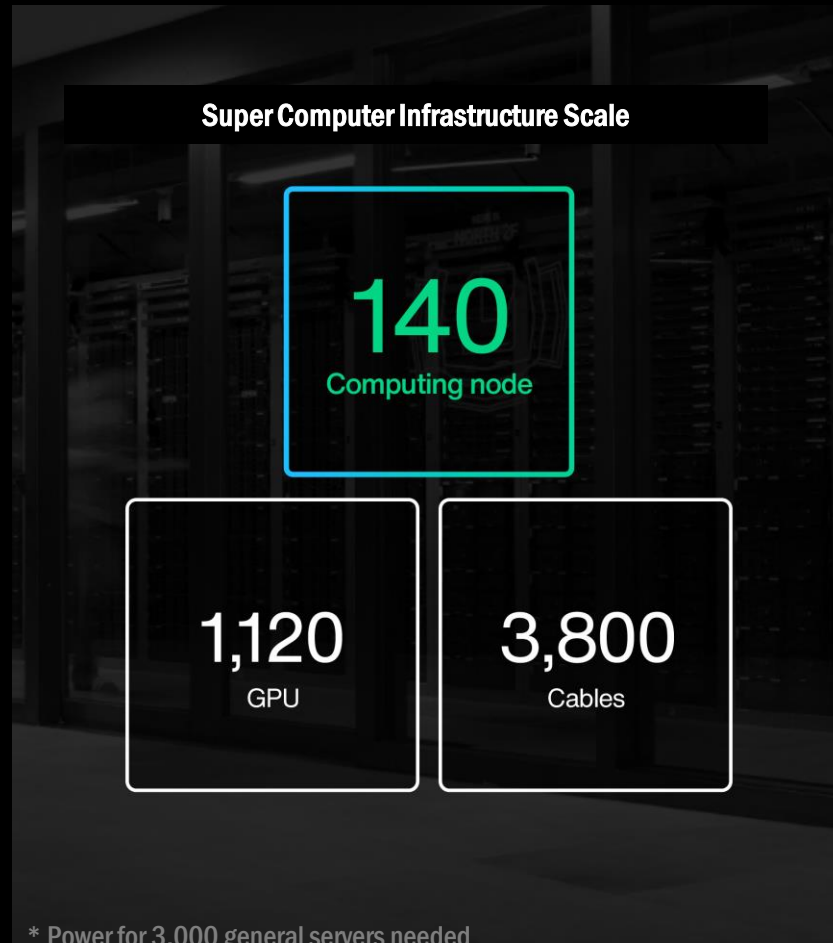 Super Computer Infrastructure Scale
140
Computing node
1,120
GPU
3,800
Cables
* Power for 3,000 general servers needed